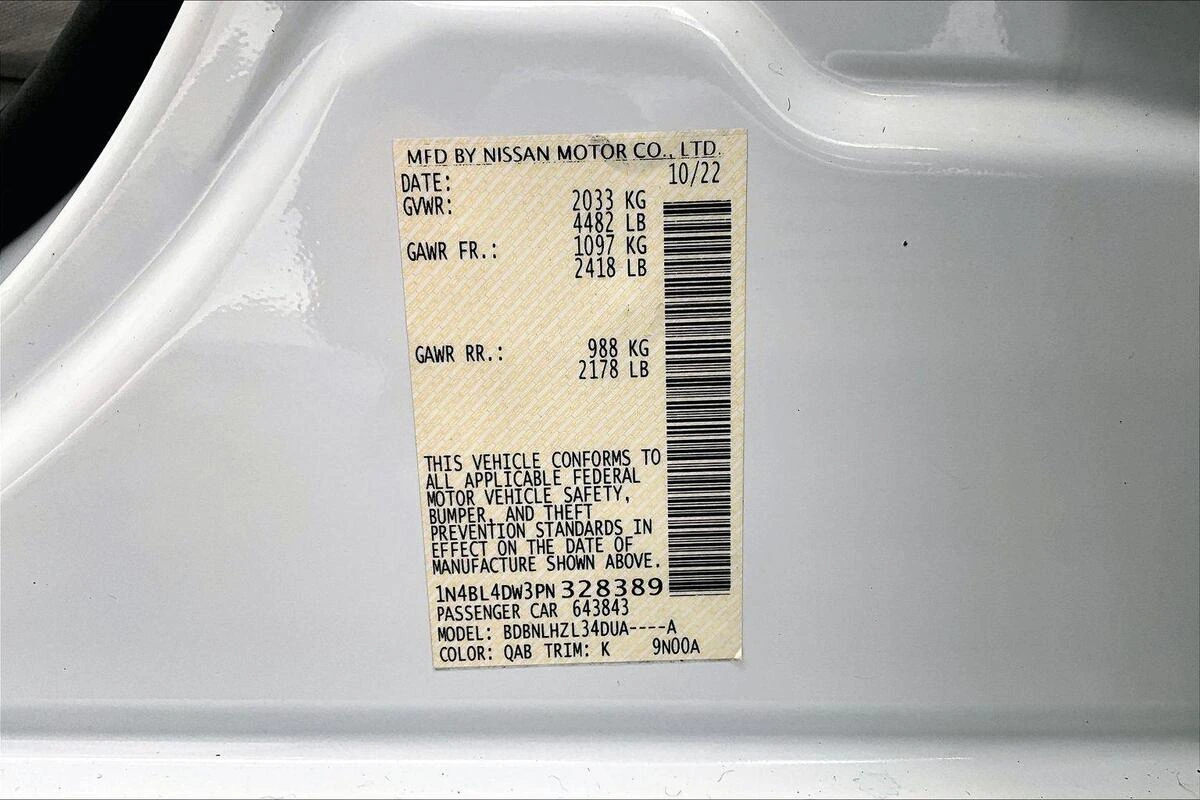 MFD BY NISSAN MOTOR CO., LTD.
DATE: 10/22
GVWR: 2033 KG
4482 LB
GAWR FR.: 1097 KG
2418 LB
GAWR RR.: 988 KG
2178 LB
THIS VEHICLE CONFORMS TO
ALL APPLICABLE FEDERAL
MOTOR VEHICLE SAFETY,
BUMPER, AND THEFT
PREVENTION STANDARDS IN
EFFECT ON THE DATE OF
MANUFACTURE SHOWN ABOVE.
1N4BL4DW3PN328389
PASSENGER CAR 643843
MODEL: BDBNLHZL34DUA----A
COLOR: QAB TRIM: K 9N00A